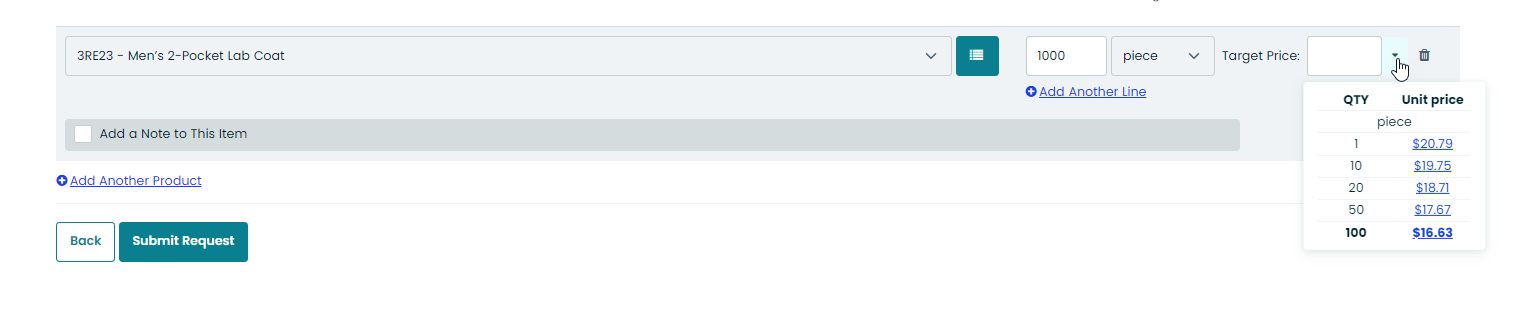 3RE23 - Men's 2-Pocket Lab Coat
1000
piece
Target Price:
Add Another Line
Add a Note to This Item
Add Another Product
Back
Submit Request
QTY Unit price
piece
1 $20.79
10 $19.75
20 $18.71
50 $17.67
100 $16.63